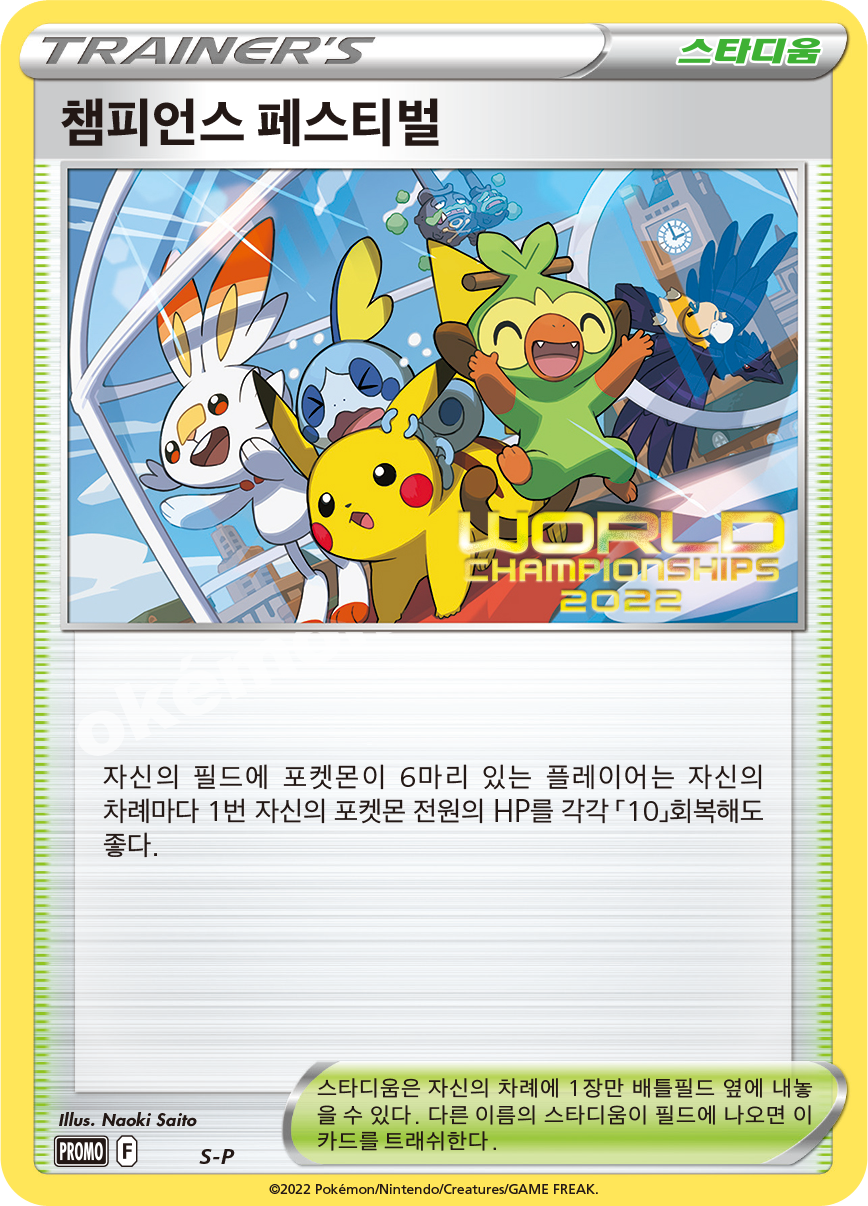 TRAINER'S
스타디움
챔피언스 페스티벌
WORLD
CHAMPIONSHIPS
2022
okémo
자신의 필드에 포켓몬이 6마리 있는 플레이어는 자신의
차례마다 1번 자신의 포켓몬 전원의 HP를 각각 「10」회복해도
좋다.
스타디움은 자신의 차례에 1장만 배틀필드 옆에 내놓
을 수 있다. 다른 이름의 스타디움이 필드에 나오면 이
카드를 트래쉬한다.
Illus. Naoki Saito
PROMO F S-P
©2022 Pokémon/Nintendo/Creatures/GAME FREAK.